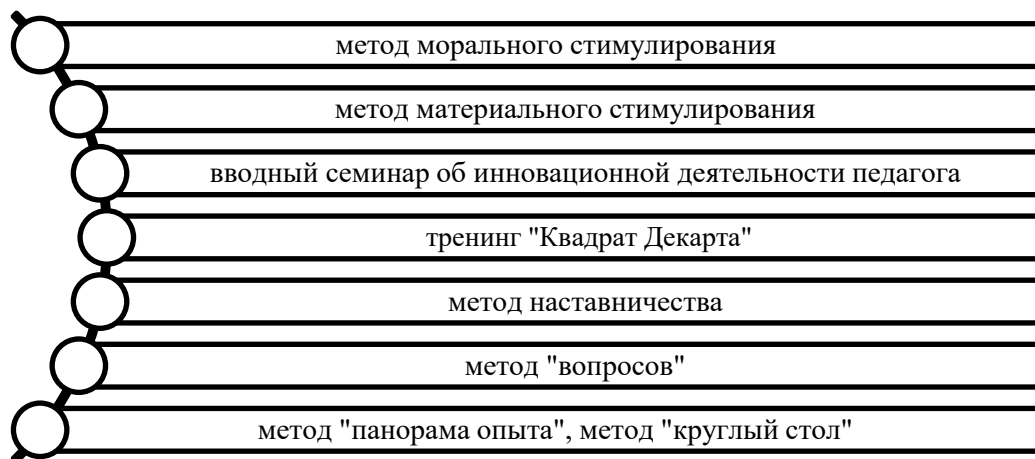 метод морального стимулирования
метод материального стимулирования
вводный семинар об инновационной деятельности педагога
тренинг "Квадрат Декарта"
метод наставничества
метод "вопросов"
метод "панорама опыта", метод "круглый стол"